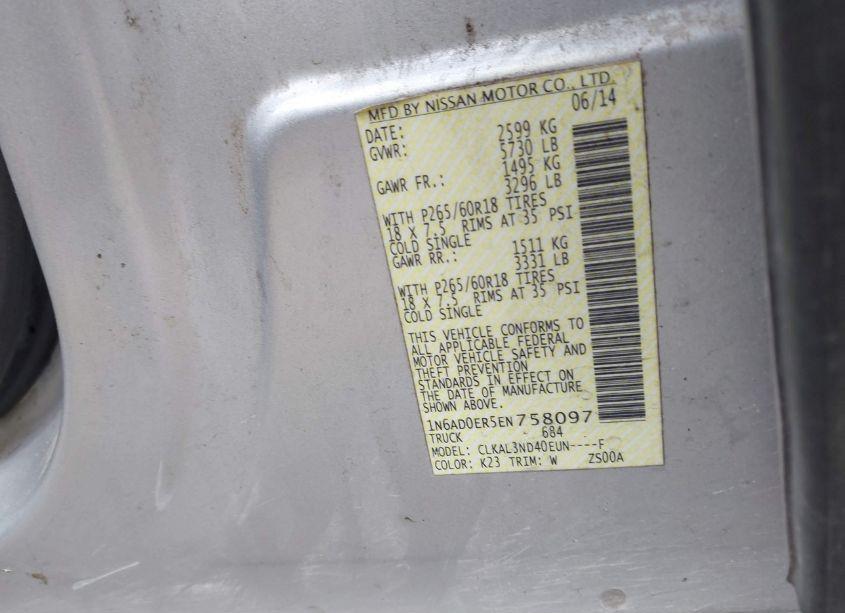 MFD BY NISSAN MOTOR CO., LTD.
DATE: 06/14
GVWR: 2599 KG
5730 LB
GAWR FR.: 1495 KG
3296 LB
WITH P265/60R18 TIRES
18 X 7.5 RIMS AT 35 PSI
COLD SINGLE
GAWR RR.: 1511 KG
3331 LB
WITH P265/60R18 TIRES
18 X 7.5 RIMS AT 35 PSI
COLD SINGLE
THIS VEHICLE CONFORMS TO
ALL APPLICABLE FEDERAL
MOTOR VEHICLE SAFETY AND
THEFT PREVENTION
STANDARDS IN EFFECT ON
THE DATE OF MANUFACTURE
SHOWN ABOVE.
1N6AD0ER5EN758097
TRUCK 684
MODEL: CLKAL3ND40EUN----F
COLOR: K23 TRIM: W ZS00A